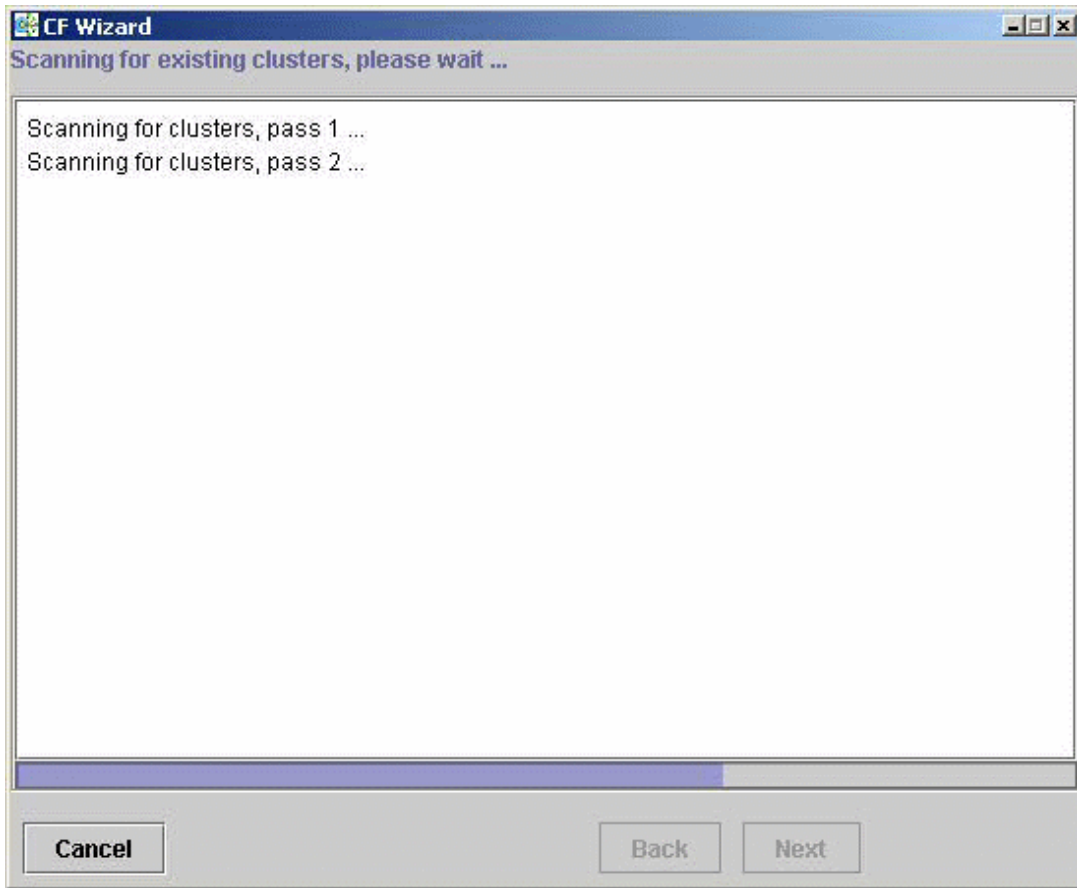 CF Wizard
Scanning for existing clusters, please wait ...
Scanning for clusters, pass 1 ...
Scanning for clusters, pass 2 ...
Cancel
Back
Next